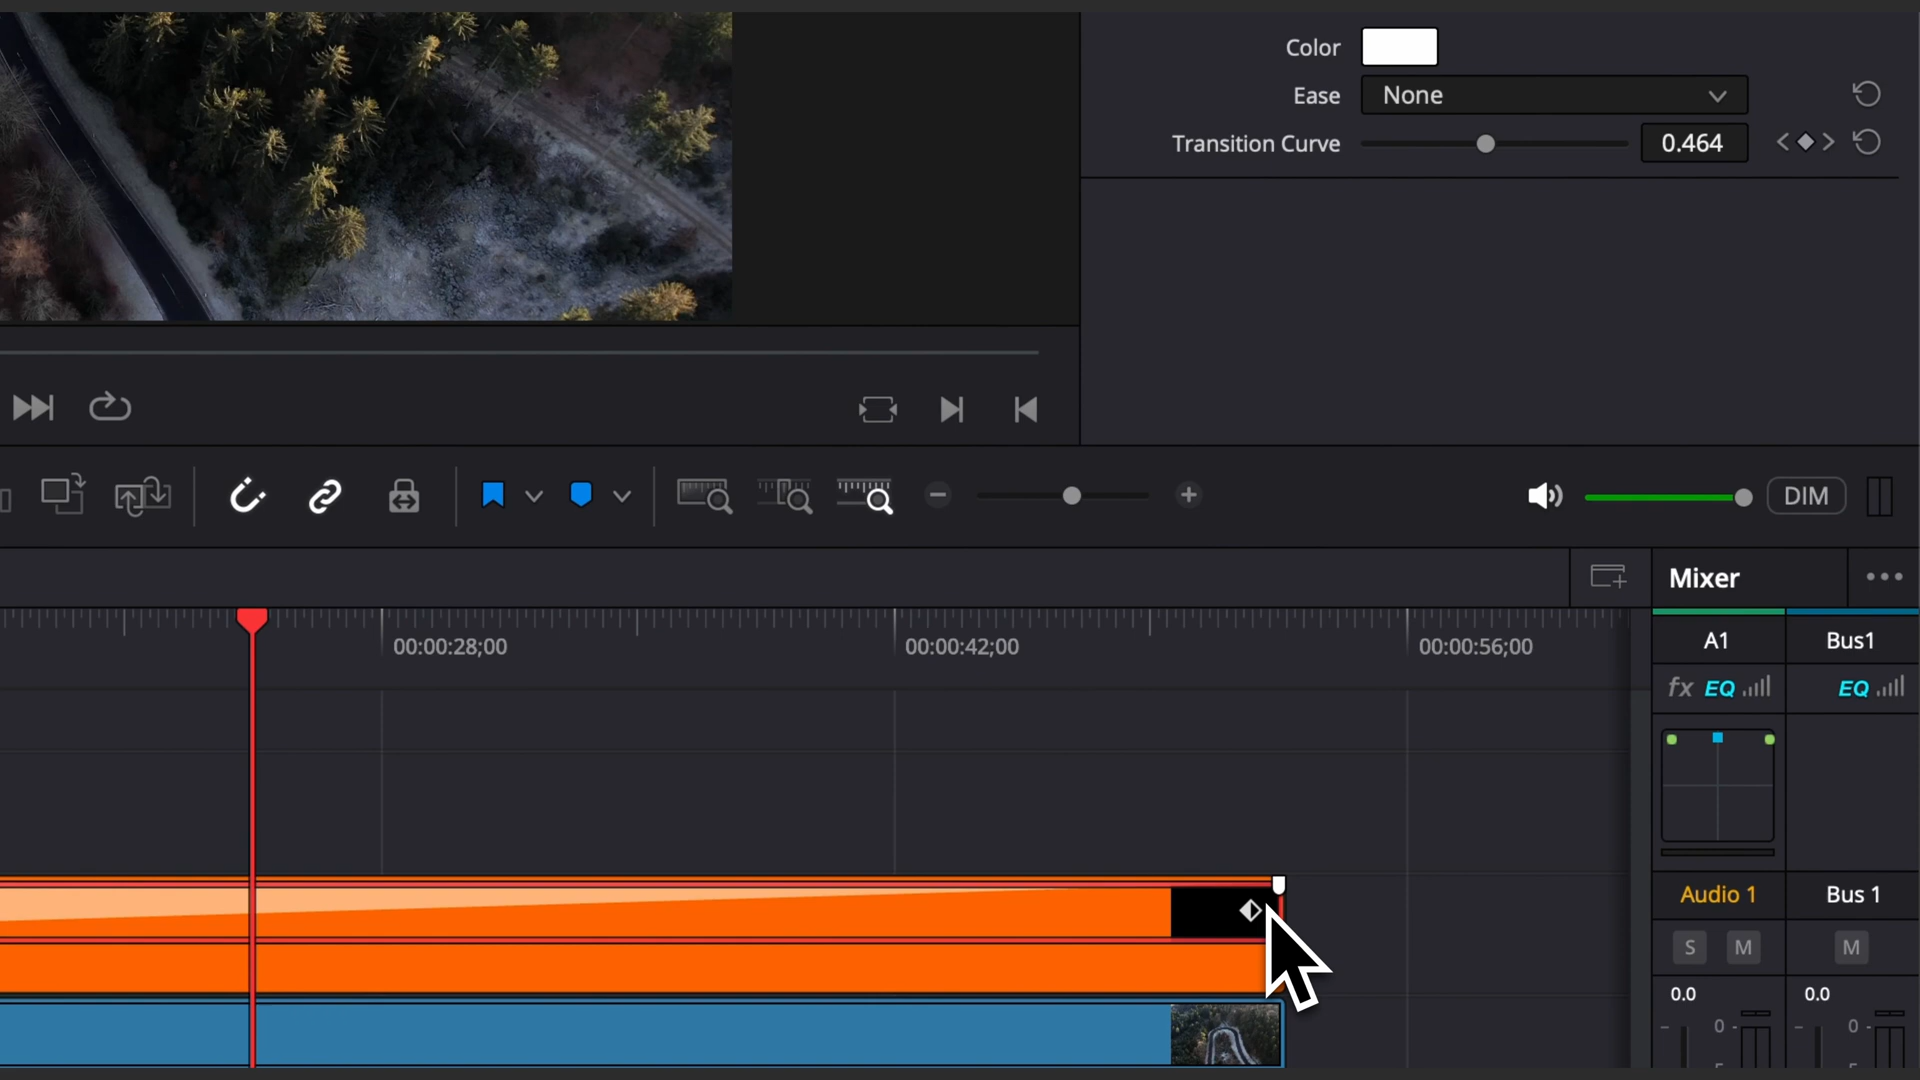 Color
Ease None
Transition Curve 0.464
DIM
Mixer
00:00:28;00 00:00:42;00 00:00:56;00
A1 Bus1
fx EQ EQ
Audio 1 Bus 1
S M M
0.0 0.0
0 0